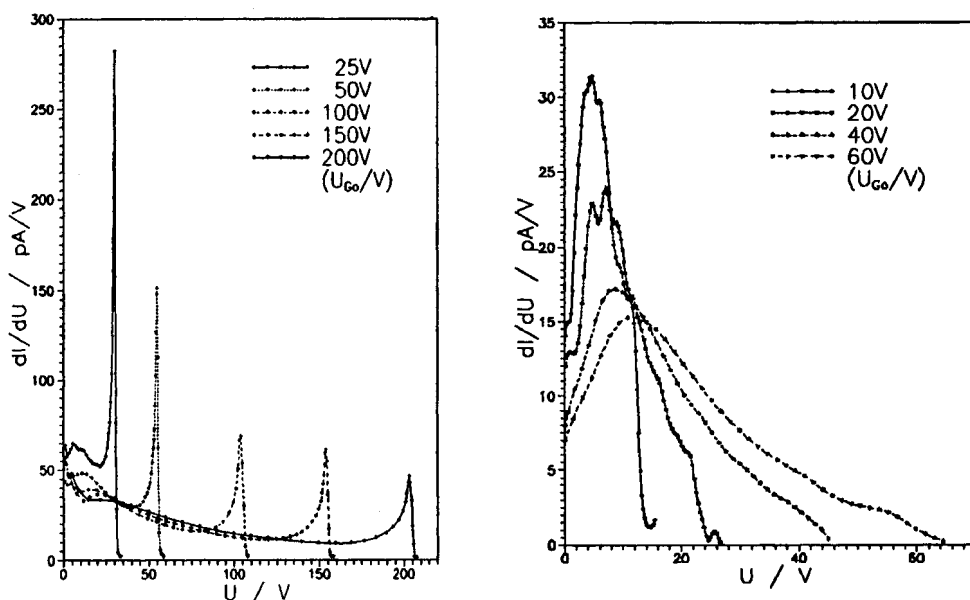 300
250
200
150
100
50
0
dI/dU / pA/V
25V
50V
100V
150V
200V
(U_Go/V)
0 50 100 150 200
U / V
35
30
25
20
15
10
5
0
dI/dU / pA/V
10V
20V
40V
60V
(U_Go/V)
0 20 40 60
U / V